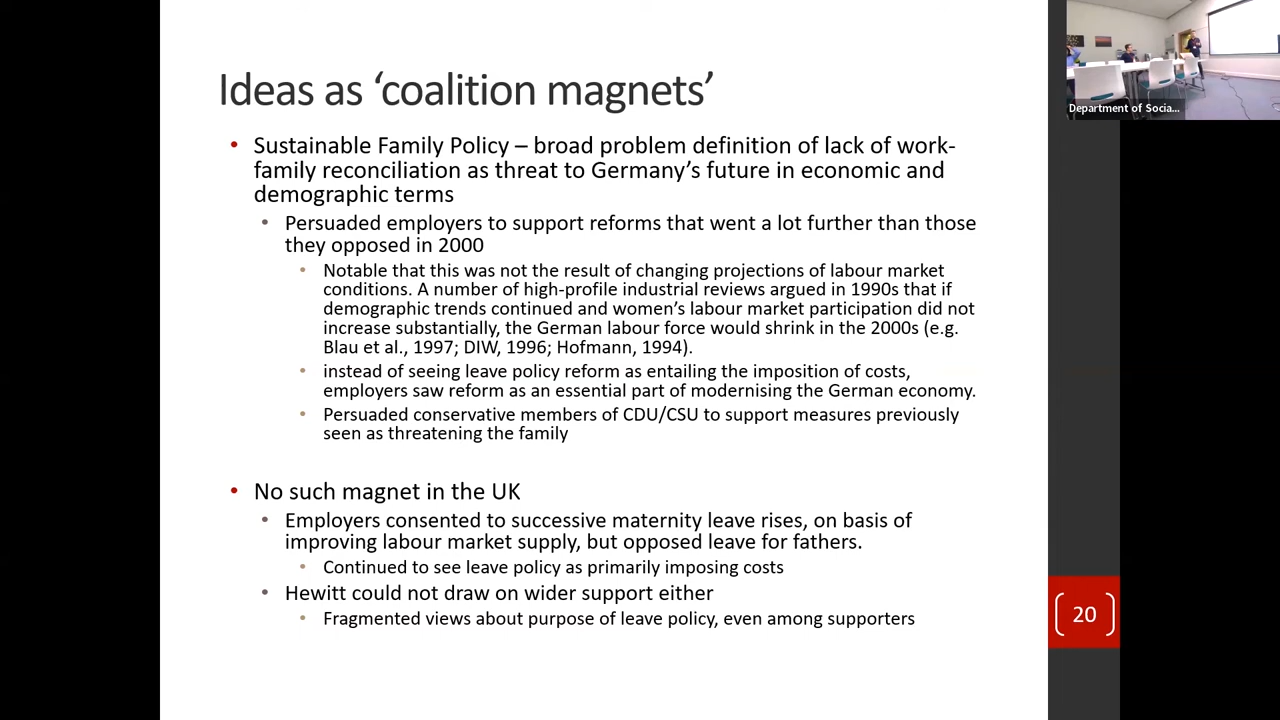 Ideas as ‘coalition magnets’
• Sustainable Family Policy – broad problem definition of lack of work-
family reconciliation as threat to Germany’s future in economic and
demographic terms
• Persuaded employers to support reforms that went a lot further than those
they opposed in 2000
• Notable that this was not the result of changing projections of labour market
conditions. A number of high-profile industrial reviews argued in 1990s that if
demographic trends continued and women’s labour market participation did not
increase substantially, the German labour force would shrink in the 2000s (e.g.
Blau et al., 1997; DIW, 1996; Hofmann, 1994).
• instead of seeing leave policy reform as entailing the imposition of costs,
employers saw reform as an essential part of modernising the German economy.
• Persuaded conservative members of CDU/CSU to support measures previously
seen as threatening the family
• No such magnet in the UK
• Employers consented to successive maternity leave rises, on basis of
improving labour market supply, but opposed leave for fathers.
• Continued to see leave policy as primarily imposing costs
• Hewitt could not draw on wider support either
• Fragmented views about purpose of leave policy, even among supporters
20
Department of Socia...